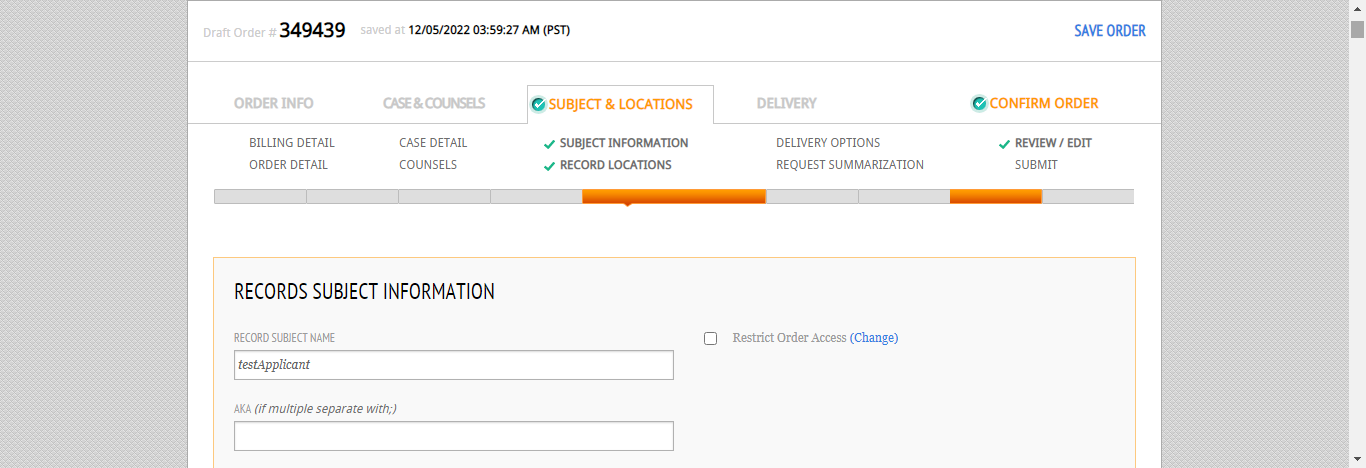 Draft Order # 349439 saved at 12/05/2022 03:59:27 AM (PST) SAVE ORDER
ORDER INFO CASE & COUNSELS SUBJECT & LOCATIONS DELIVERY CONFIRM ORDER
BILLING DETAIL CASE DETAIL SUBJECT INFORMATION DELIVERY OPTIONS REVIEW / EDIT
ORDER DETAIL COUNSELS RECORD LOCATIONS REQUEST SUMMARIZATION SUBMIT
RECORDS SUBJECT INFORMATION
RECORD SUBJECT NAME Restrict Order Access (Change)
testApplicant
AKA (if multiple separate with;)